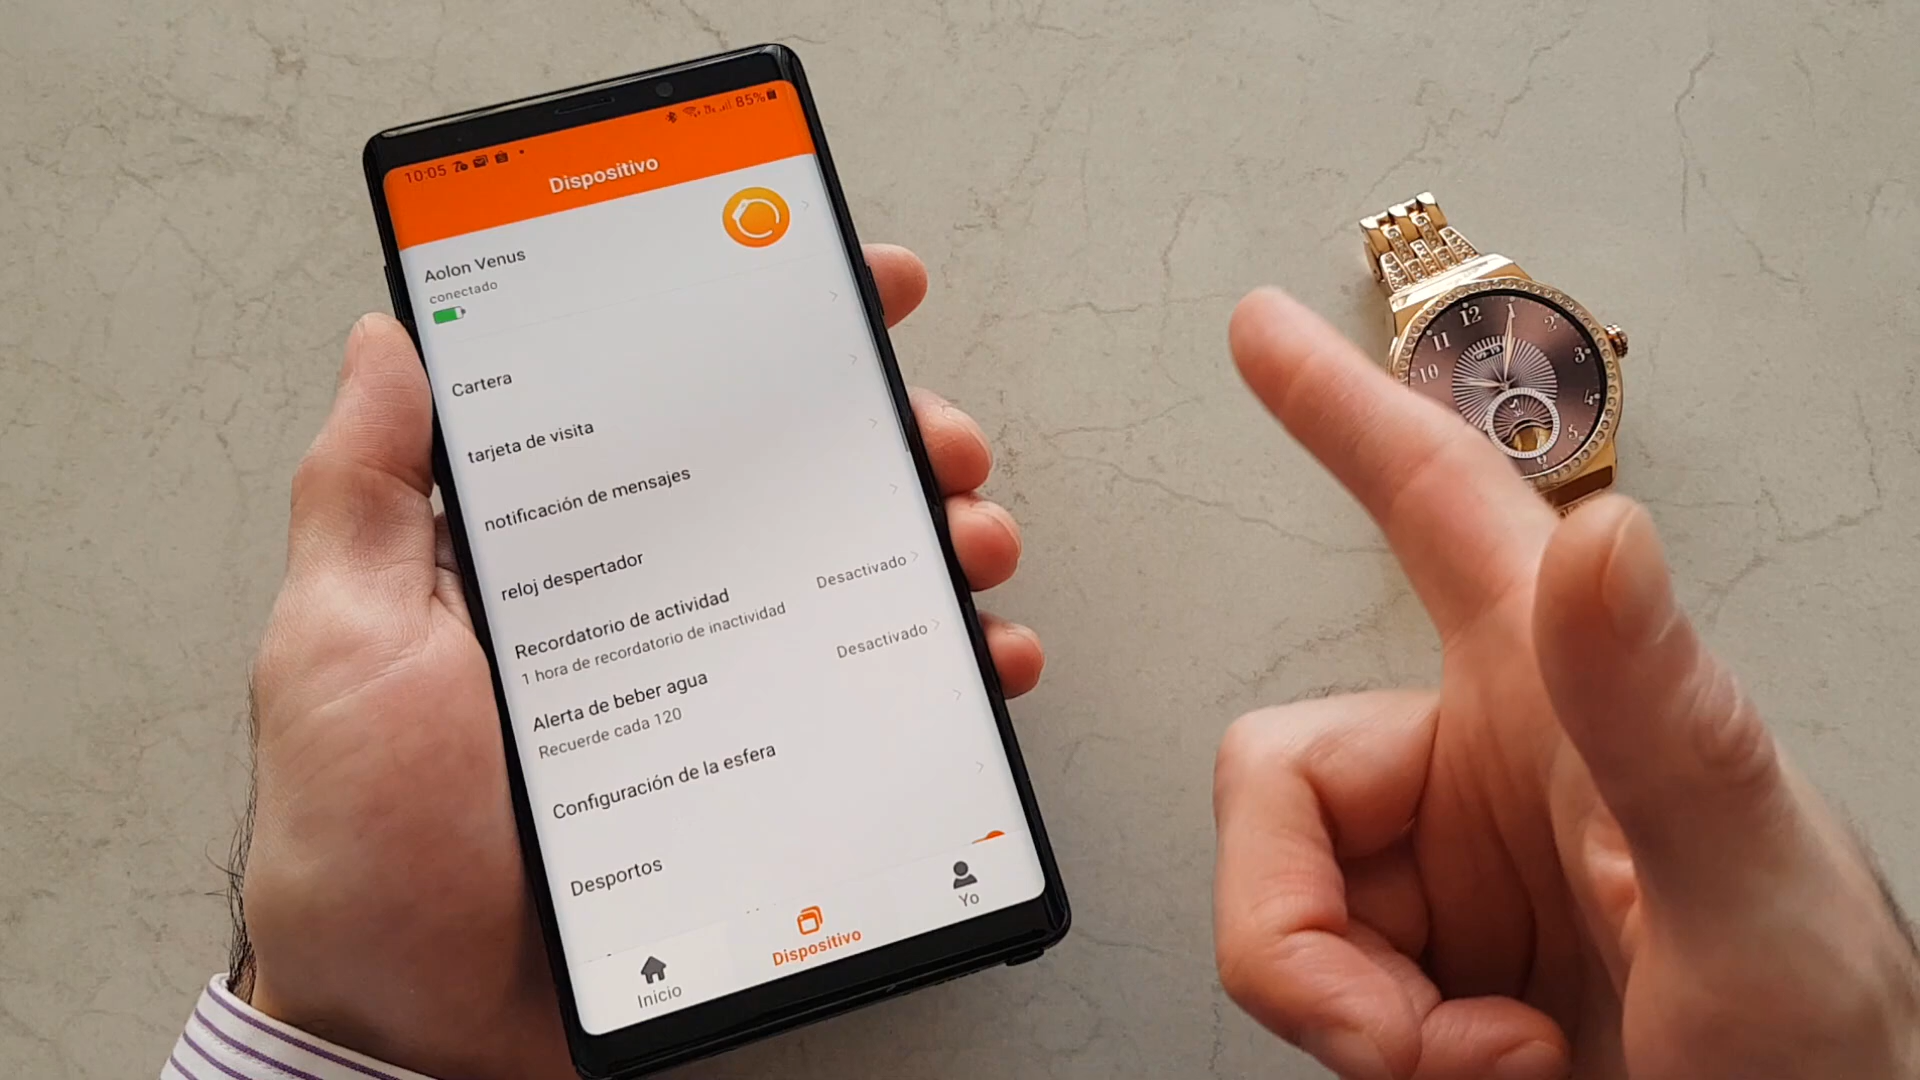 10:05
85%
Dispositivo
Aolon Venus
conectado
Cartera
tarjeta de visita
notificación de mensajes
reloj despertador
Recordatorio de actividad
1 hora de recordatorio de inactividad
Desactivado
Alerta de beber agua
Recuerde cada 120
Desactivado
Configuración de la esfera
Desportos
Inicio
Dispositivo
Yo
10 11 12 2 3 4 5